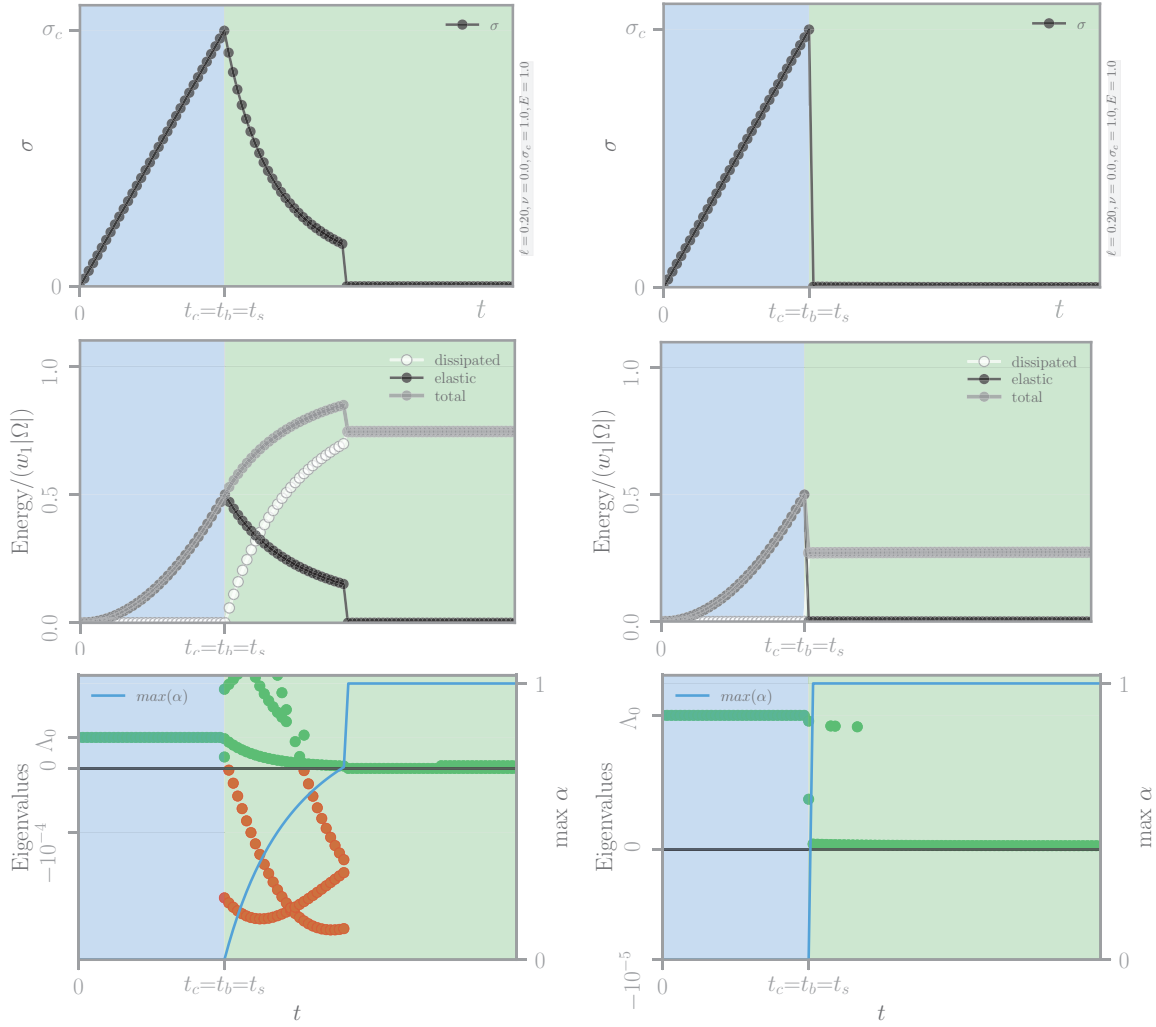 σ_c
σ
0
0
t_c=t_b=t_s
t
σ
ℓ = 0.20, ν = 0.0, σ_c = 1.0, E = 1.0
σ_c
σ
0
0
t_c=t_b=t_s
t
σ
ℓ = 0.20, ν = 0.0, σ_c = 1.0, E = 1.0
1.0
0.5
0.0
Energy/(w_1|Ω|)
dissipated
elastic
total
0
t_c=t_b=t_s
1.0
0.5
0.0
Energy/(w_1|Ω|)
dissipated
elastic
total
0
t_c=t_b=t_s
max(α)
Λ_0
0
−10^{−4}
Eigenvalues
1
0
max α
0
t_c=t_b=t_s
t
max(α)
Λ_0
0
−10^{−5}
Eigenvalues
1
0
max α
0
t_c=t_b=t_s
t